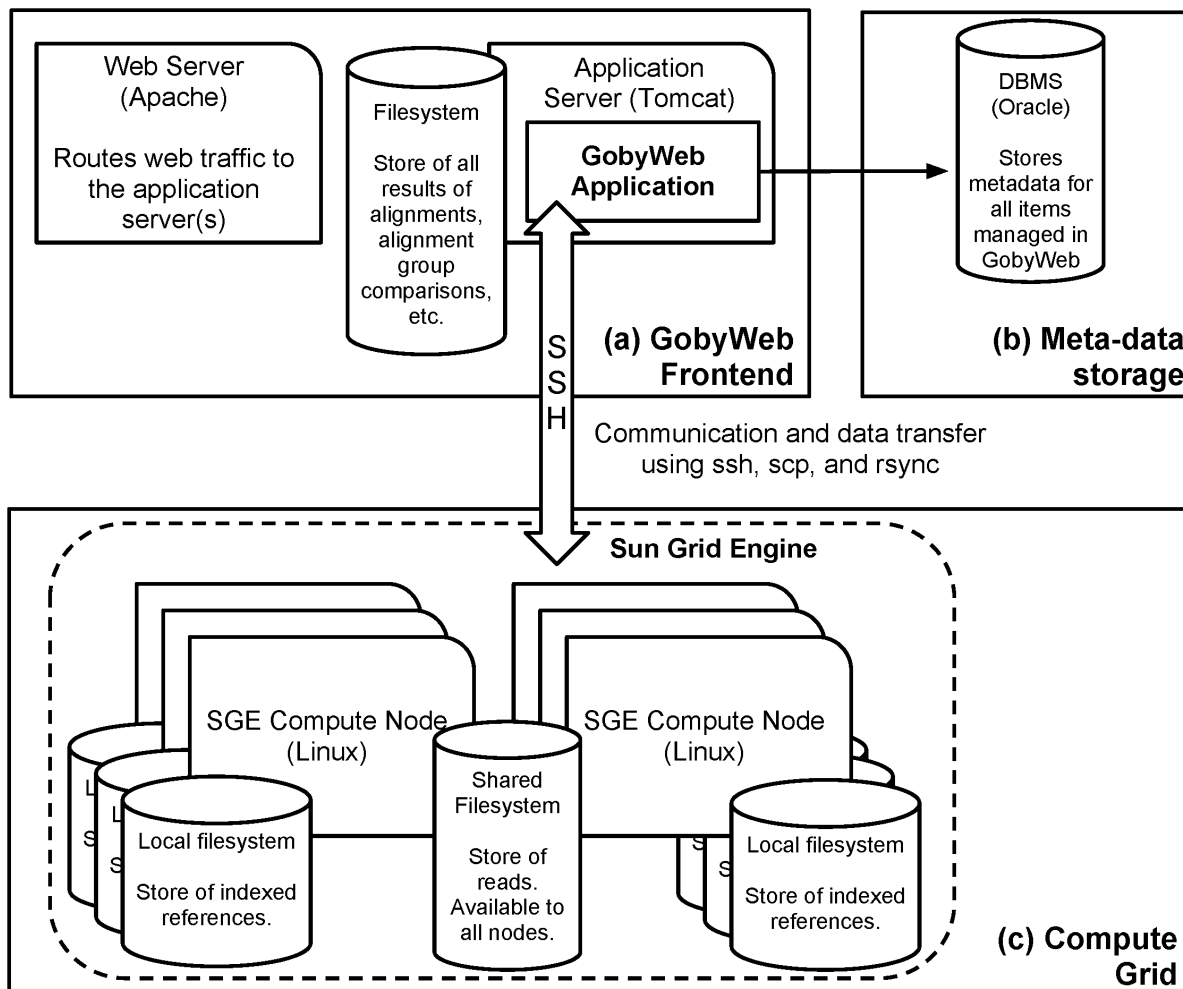 Web Server
(Apache)
Routes web traffic to
the application
server(s)
Filesystem
Store of all
results of
alignments,
alignment
group
comparisons,
etc.
Application
Server (Tomcat)
GobyWeb
Application
(a) GobyWeb
Frontend
DBMS
(Oracle)
Stores
metadata for
all items
managed in
GobyWeb
(b) Meta-data
storage
S
S
H
Communication and data transfer
using ssh, scp, and rsync
Sun Grid Engine
SGE Compute Node
(Linux)
SGE Compute Node
(Linux)
L
S
L
S
Local filesystem
Store of indexed
references.
Shared
Filesystem
Store of
reads.
Available to
all nodes.
S
S
Local filesystem
Store of indexed
references.
(c) Compute
Grid